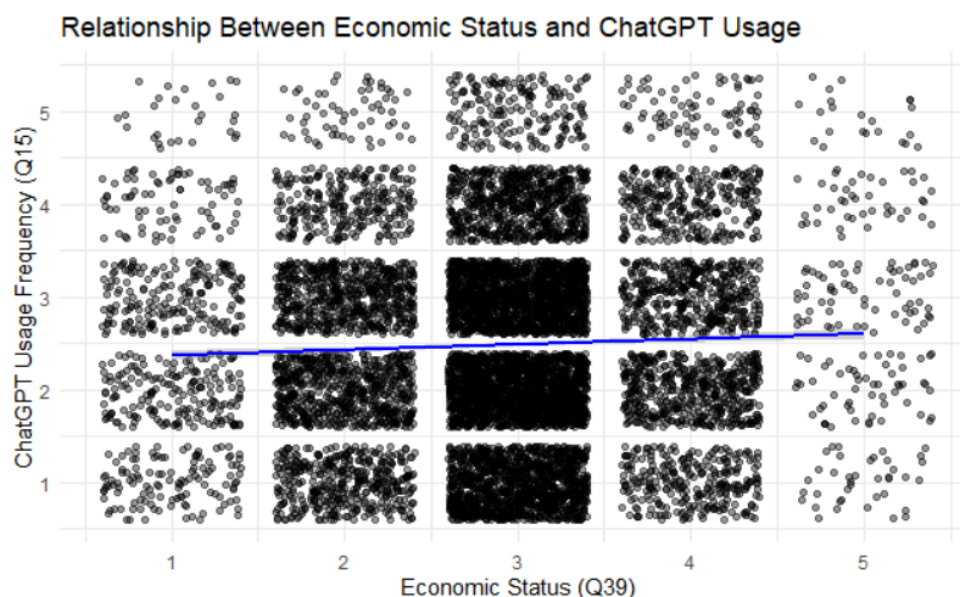 Relationship Between Economic Status and ChatGPT Usage
ChatGPT Usage Frequency (Q15)
5
4
3
2
1
1 2 3 4 5
Economic Status (Q39)